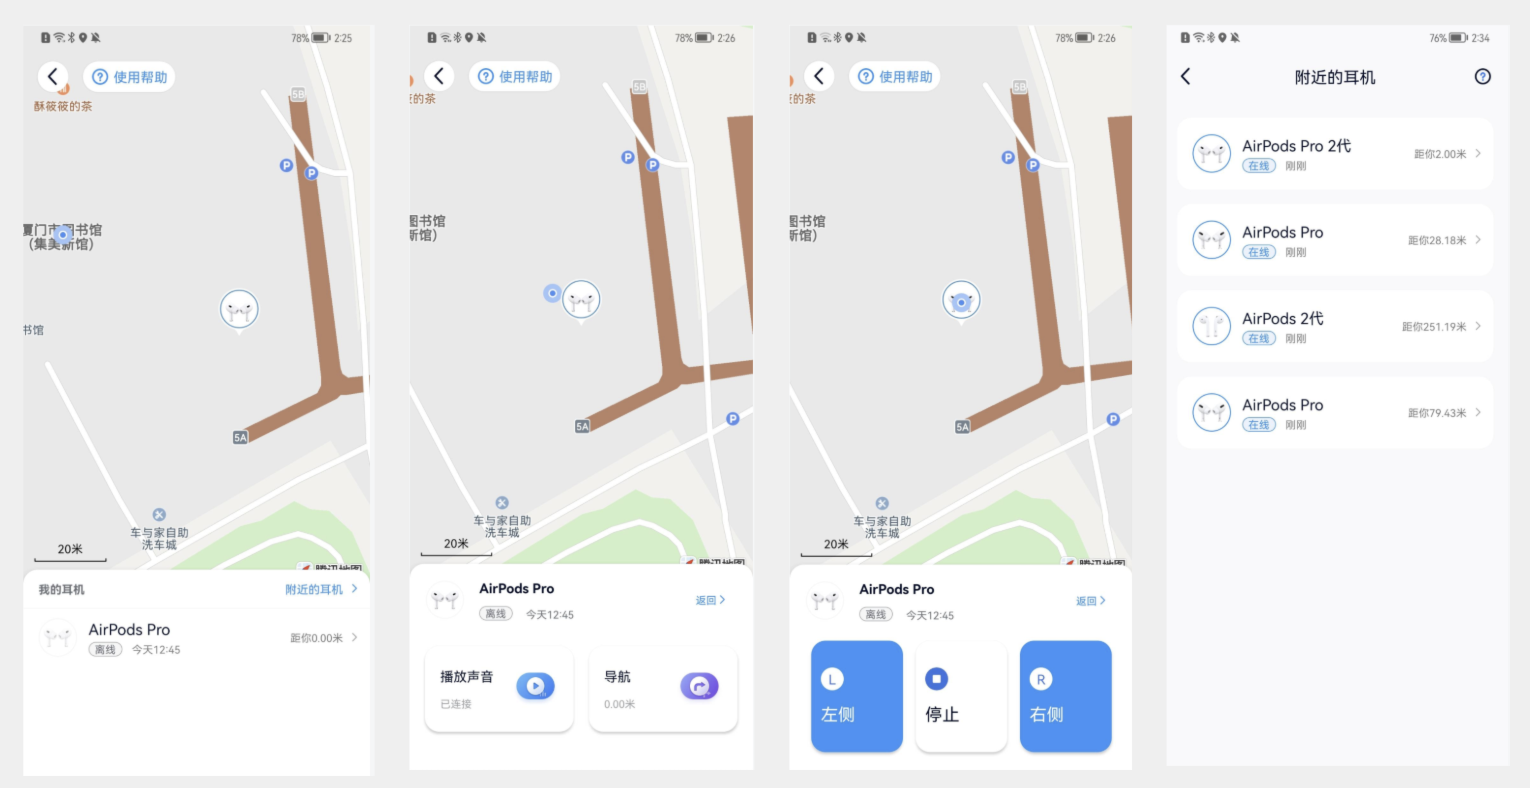 78% 2:25
使用帮助
酥筱筱的茶
5B
P
P
厦门市图书馆
(集美新馆)
书馆
5A
车与家自助
洗车城
20米
腾讯地图
我的耳机
附近的耳机
AirPods Pro
离线
今天12:45
距你0.00米
78% 2:26
使用帮助
筱的茶
5B
P
P
图书馆
新馆)
5A
P
车与家自助
洗车城
20米
腾讯地图
AirPods Pro
离线
今天12:45
返回
播放声音
已连接
导航
0.00米
78% 2:26
使用帮助
筱的茶
5B
P
P
图书馆
新馆)
5A
P
车与家自助
洗车城
20米
腾讯地图
AirPods Pro
离线
今天12:45
返回
L
左侧
停止
R
右侧
76% 2:34
附近的耳机
AirPods Pro 2代
在线
刚刚
距你2.00米
AirPods Pro
在线
刚刚
距你28.18米
AirPods 2代
在线
刚刚
距你251.19米
AirPods Pro
在线
刚刚
距你79.43米